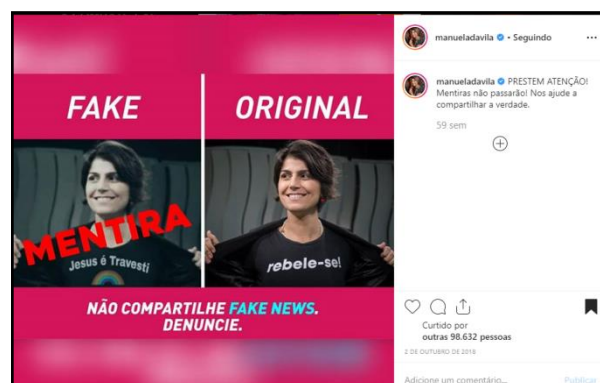 FAKE
ORIGINAL
MENTIRA
Jesus é Travesti
rebele-se!
NÃO COMPARTILHE FAKE NEWS.
DENUNCIE.
manueladavila • Seguindo
manueladavila PRESTEM ATENÇÃO!
Mentiras não passarão! Nos ajude a
compartilhar a verdade.
59 sem
Curtido por
outras 98.632 pessoas
2 DE OUTUBRO DE 2018
Adicione um comentário...
Publicar